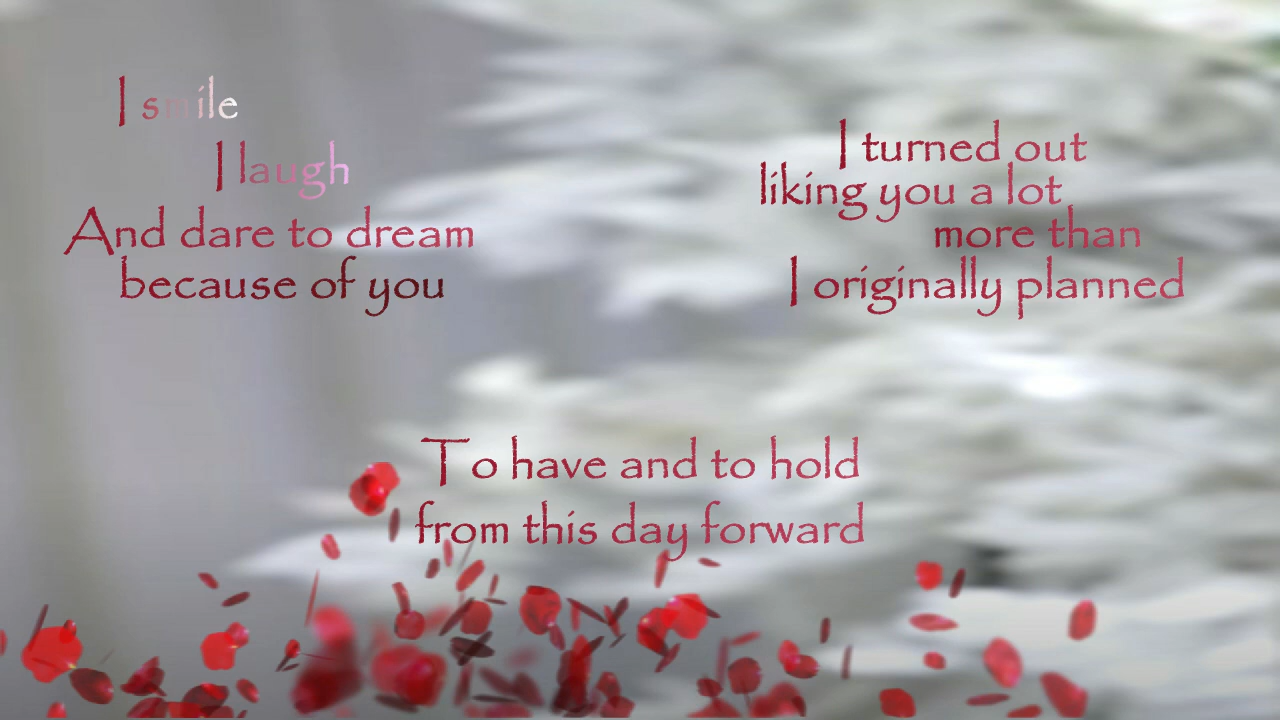 I smile
I laugh
And dare to dream
because of you
I turned out
liking you a lot
more than
I originally planned
To have and to hold
from this day forward